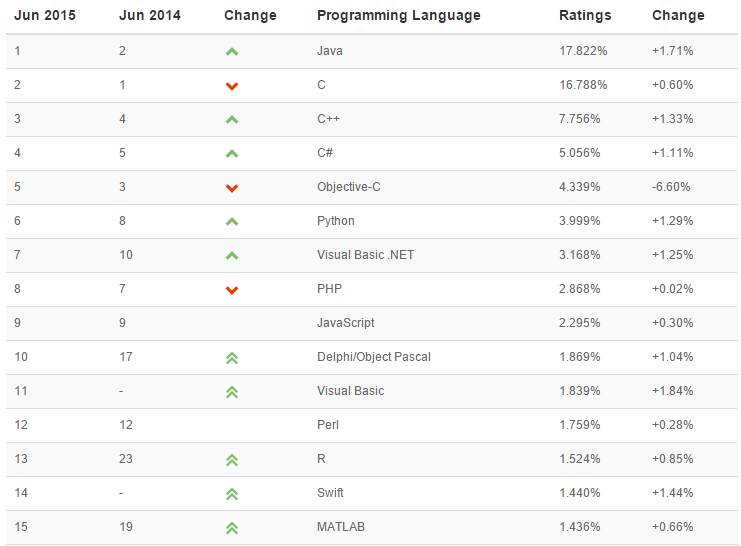 Jun 2015 Jun 2014 Change Programming Language Ratings Change
1 2 Java 17.822% +1.71%
2 1 C 16.788% +0.60%
3 4 C++ 7.756% +1.33%
4 5 C# 5.056% +1.11%
5 3 Objective-C 4.339% -6.60%
6 8 Python 3.999% +1.29%
7 10 Visual Basic .NET 3.168% +1.25%
8 7 PHP 2.868% +0.02%
9 9 JavaScript 2.295% +0.30%
10 17 Delphi/Object Pascal 1.869% +1.04%
11 - Visual Basic 1.839% +1.84%
12 12 Perl 1.759% +0.28%
13 23 R 1.524% +0.85%
14 - Swift 1.440% +1.44%
15 19 MATLAB 1.436% +0.66%